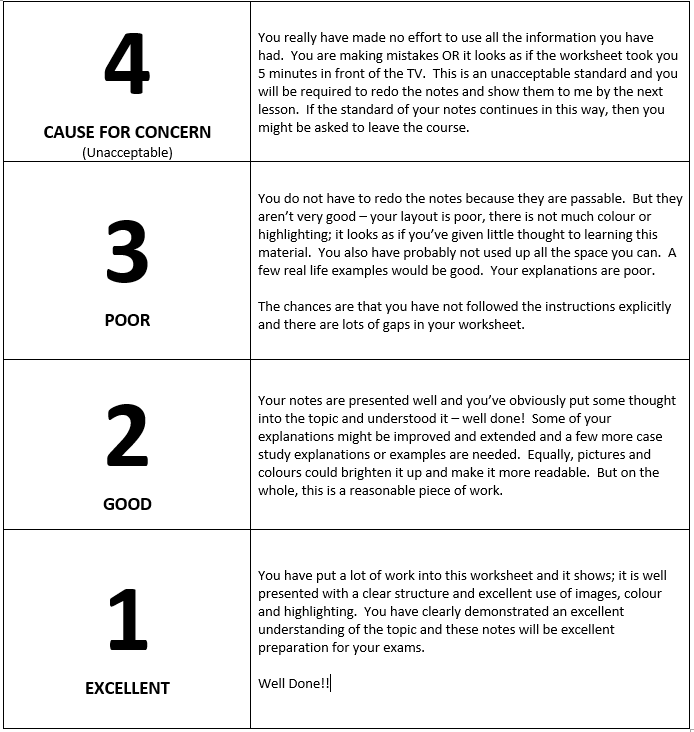 4
CAUSE FOR CONCERN
(Unacceptable)
You really have made no effort to use all the information you have
had.  You are making mistakes OR it looks as if the worksheet took you
5 minutes in front of the TV.  This is an unacceptable standard and you
will be required to redo the notes and show them to me by the next
lesson.  If the standard of your notes continues in this way, then you
might be asked to leave the course.
3
POOR
You do not have to redo the notes because they are passable.  But they
aren’t very good – your layout is poor, there is not much colour or
highlighting; it looks as if you’ve given little thought to learning this
material.  You also have probably not used up all the space you can.  A
few real life examples would be good.  Your explanations are poor.
The chances are that you have not followed the instructions explicitly
and there are lots of gaps in your worksheet.
2
GOOD
Your notes are presented well and you’ve obviously put some thought
into the topic and understood it – well done!  Some of your
explanations might be improved and extended and a few more case
study explanations or examples are needed.  Equally, pictures and
colours could brighten it up and make it more readable.  But on the
whole, this is a reasonable piece of work.
1
EXCELLENT
You have put a lot of work into this worksheet and it shows; it is well
presented with a clear structure and excellent use of images, colour
and highlighting.  You have clearly demonstrated an excellent
understanding of the topic and these notes will be excellent
preparation for your exams.
Well Done!!